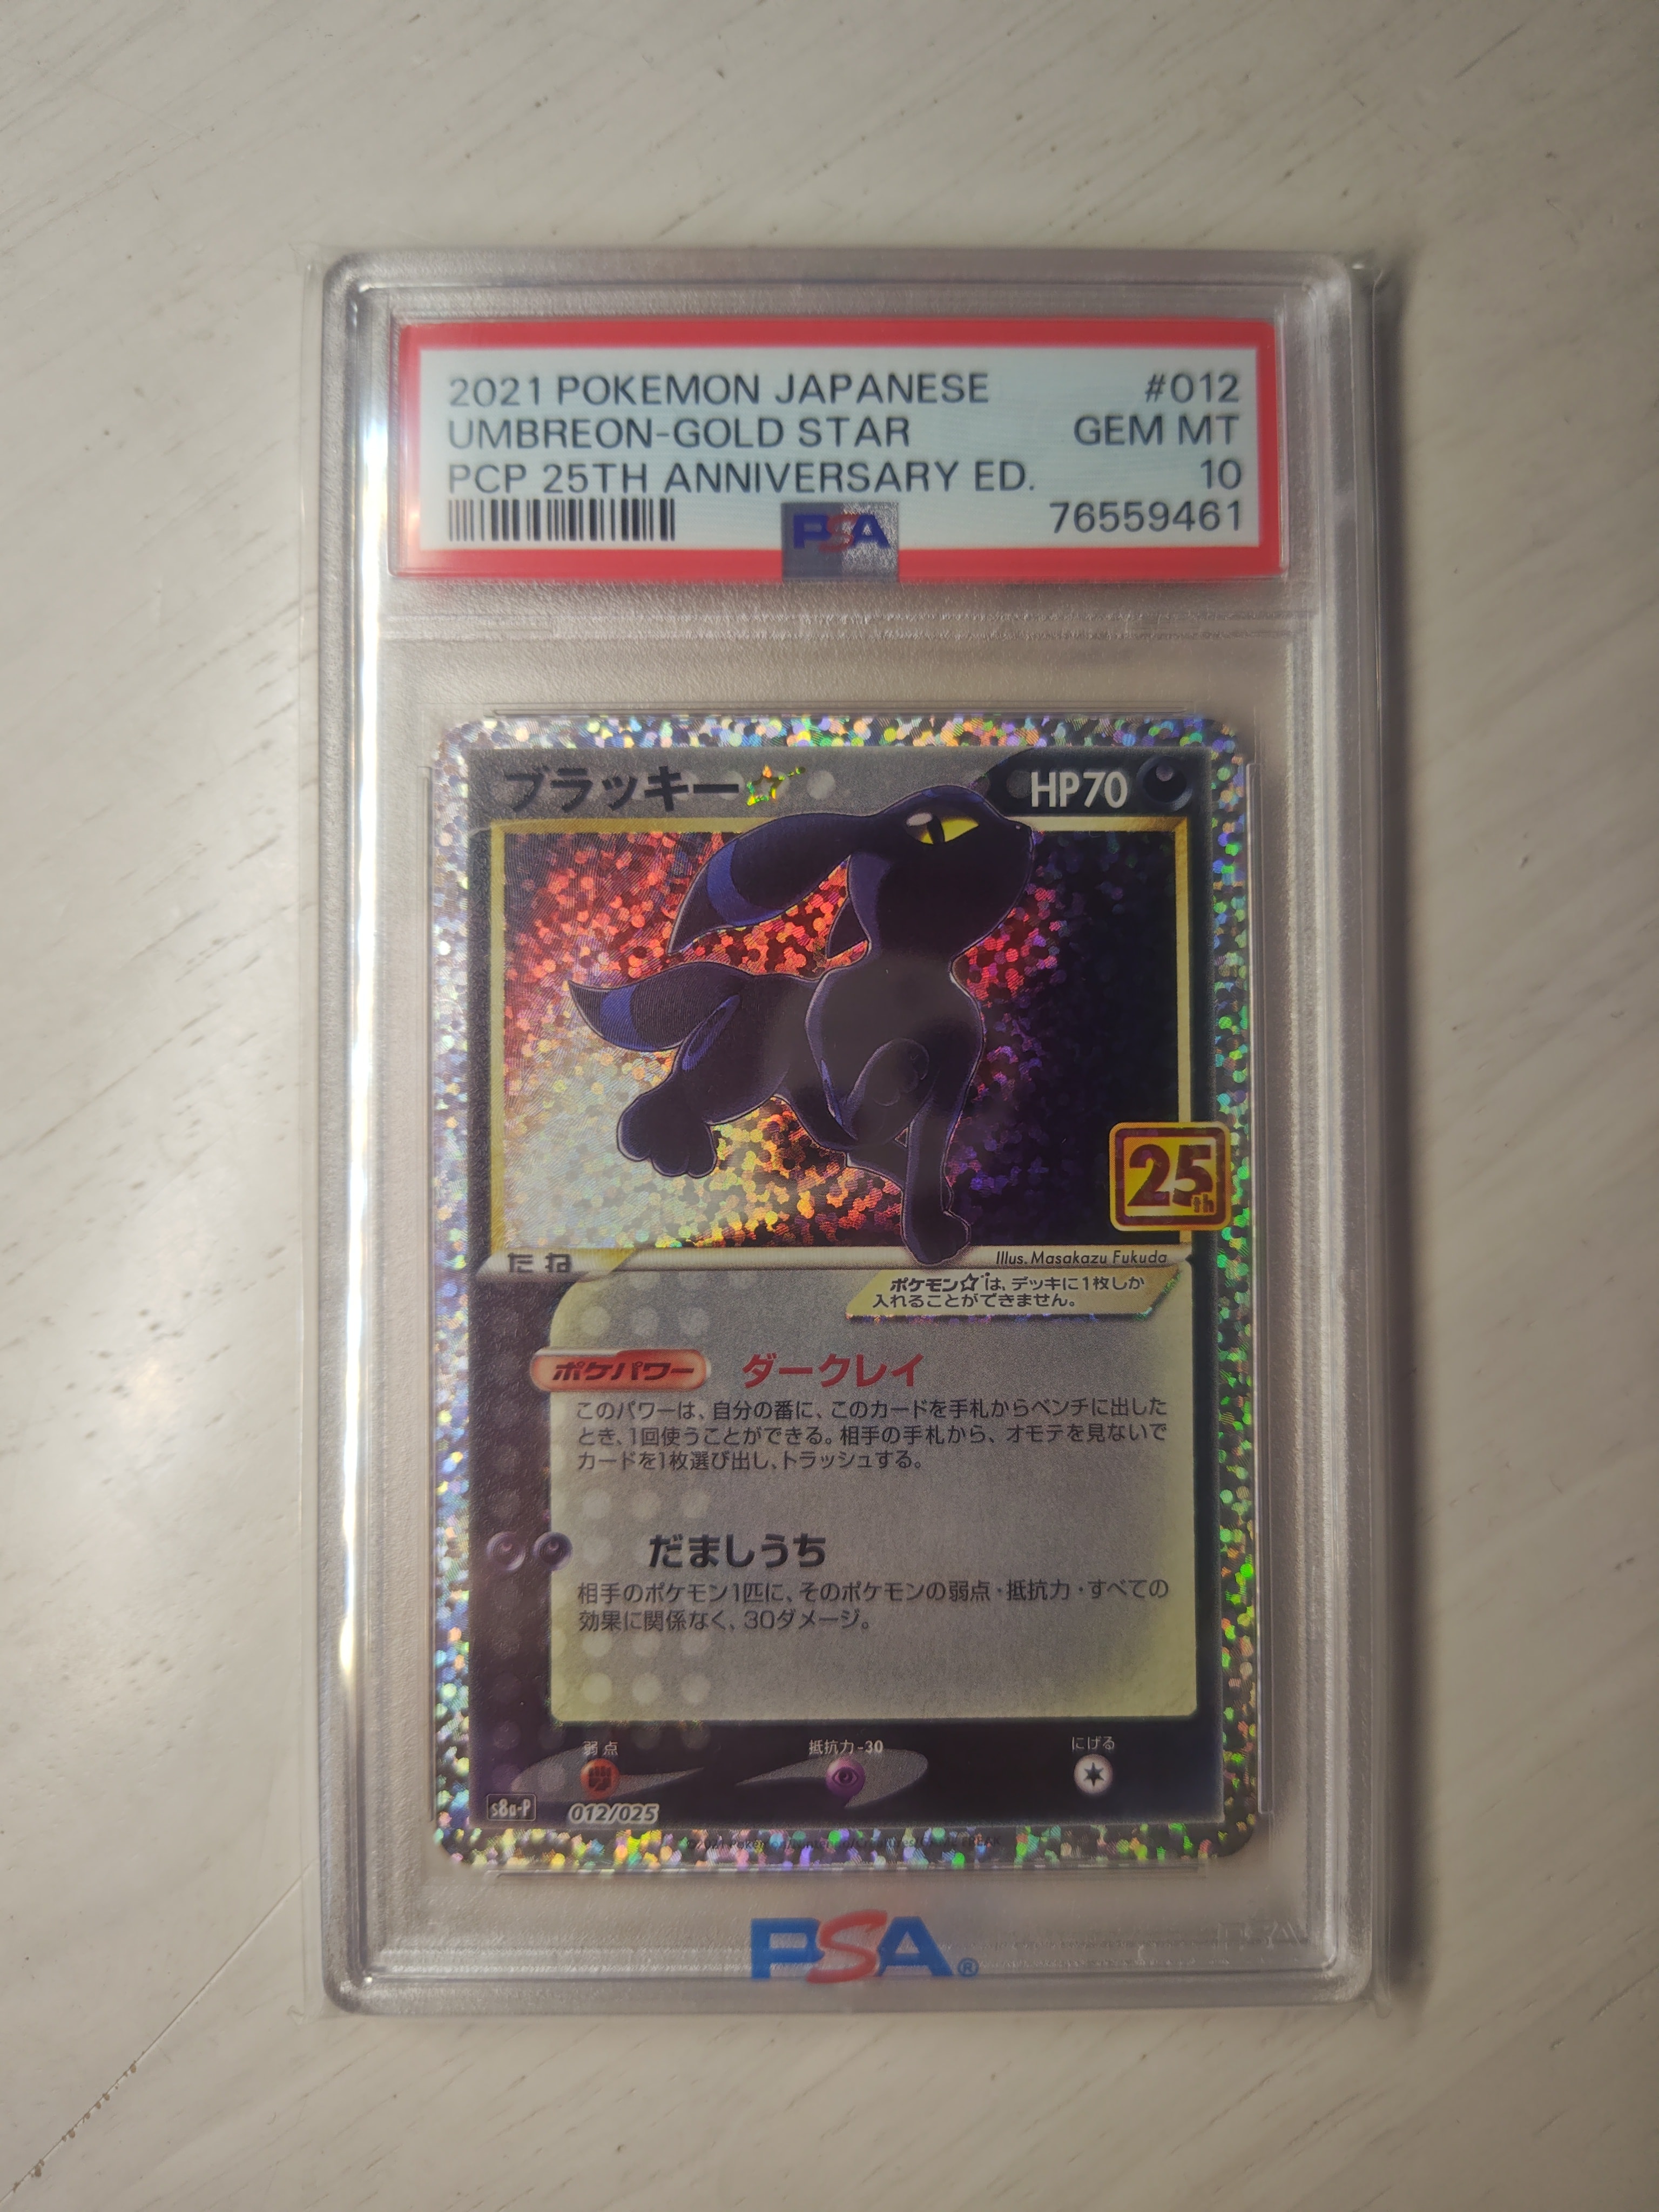 2021 POKEMON JAPANESE #012
UMBREON-GOLD STAR GEM MT
PCP 25TH ANNIVERSARY ED. 10
PSA 76559461
ブラッキー☆ HP70
25th
たね
Illus. Masakazu Fukuda
ポケモン☆は、デッキに1枚しか
入れることができません。
ポケパワー ダークレイ
このパワーは、自分の番に、このカードを手札からベンチに出した
とき、1回使うことができる。相手の手札から、オモテを見ないで
カードを1枚選び出し、トラッシュする。
だましうち
相手のポケモン1匹に、そのポケモンの弱点・抵抗力・すべての
効果に関係なく、30ダメージ。
弱点 抵抗力-30 にげる
s8a-P 012/025
PSA®